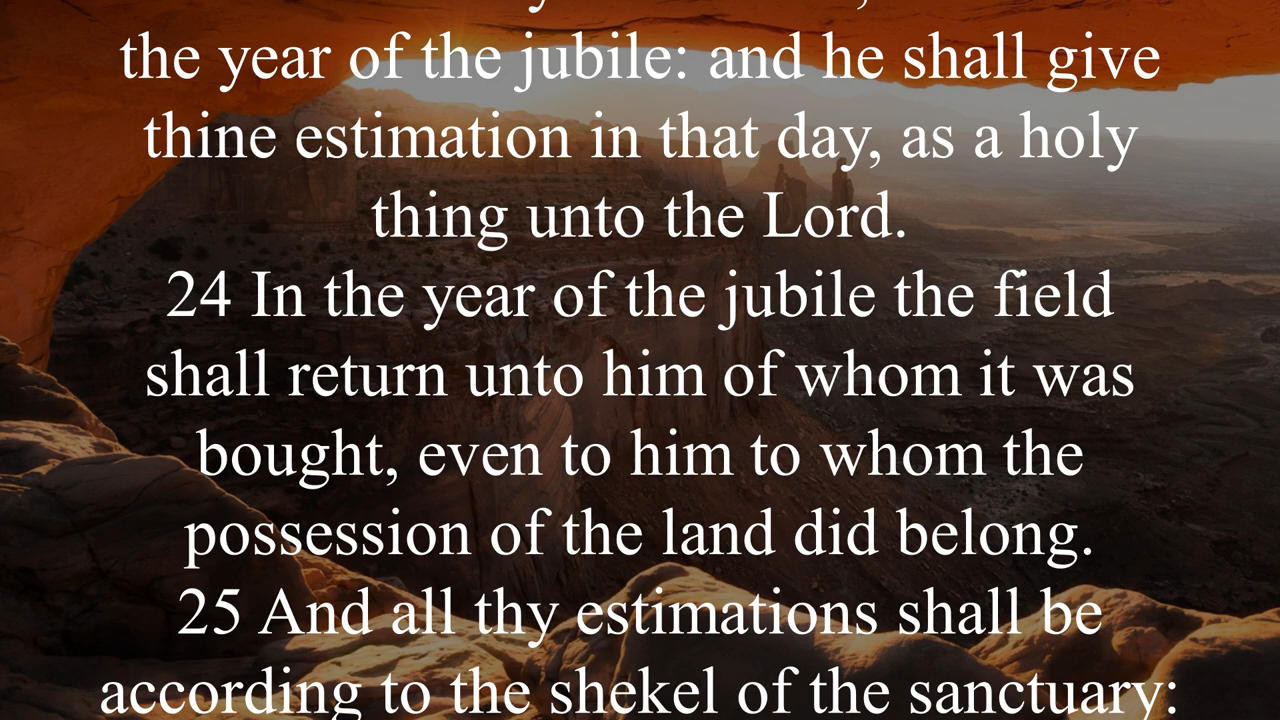 the year of the jubile: and he shall give
thine estimation in that day, as a holy
thing unto the Lord.
24 In the year of the jubile the field
shall return unto him of whom it was
bought, even to him to whom the
possession of the land did belong.
25 And all thy estimations shall be
according to the shekel of the sanctuary: